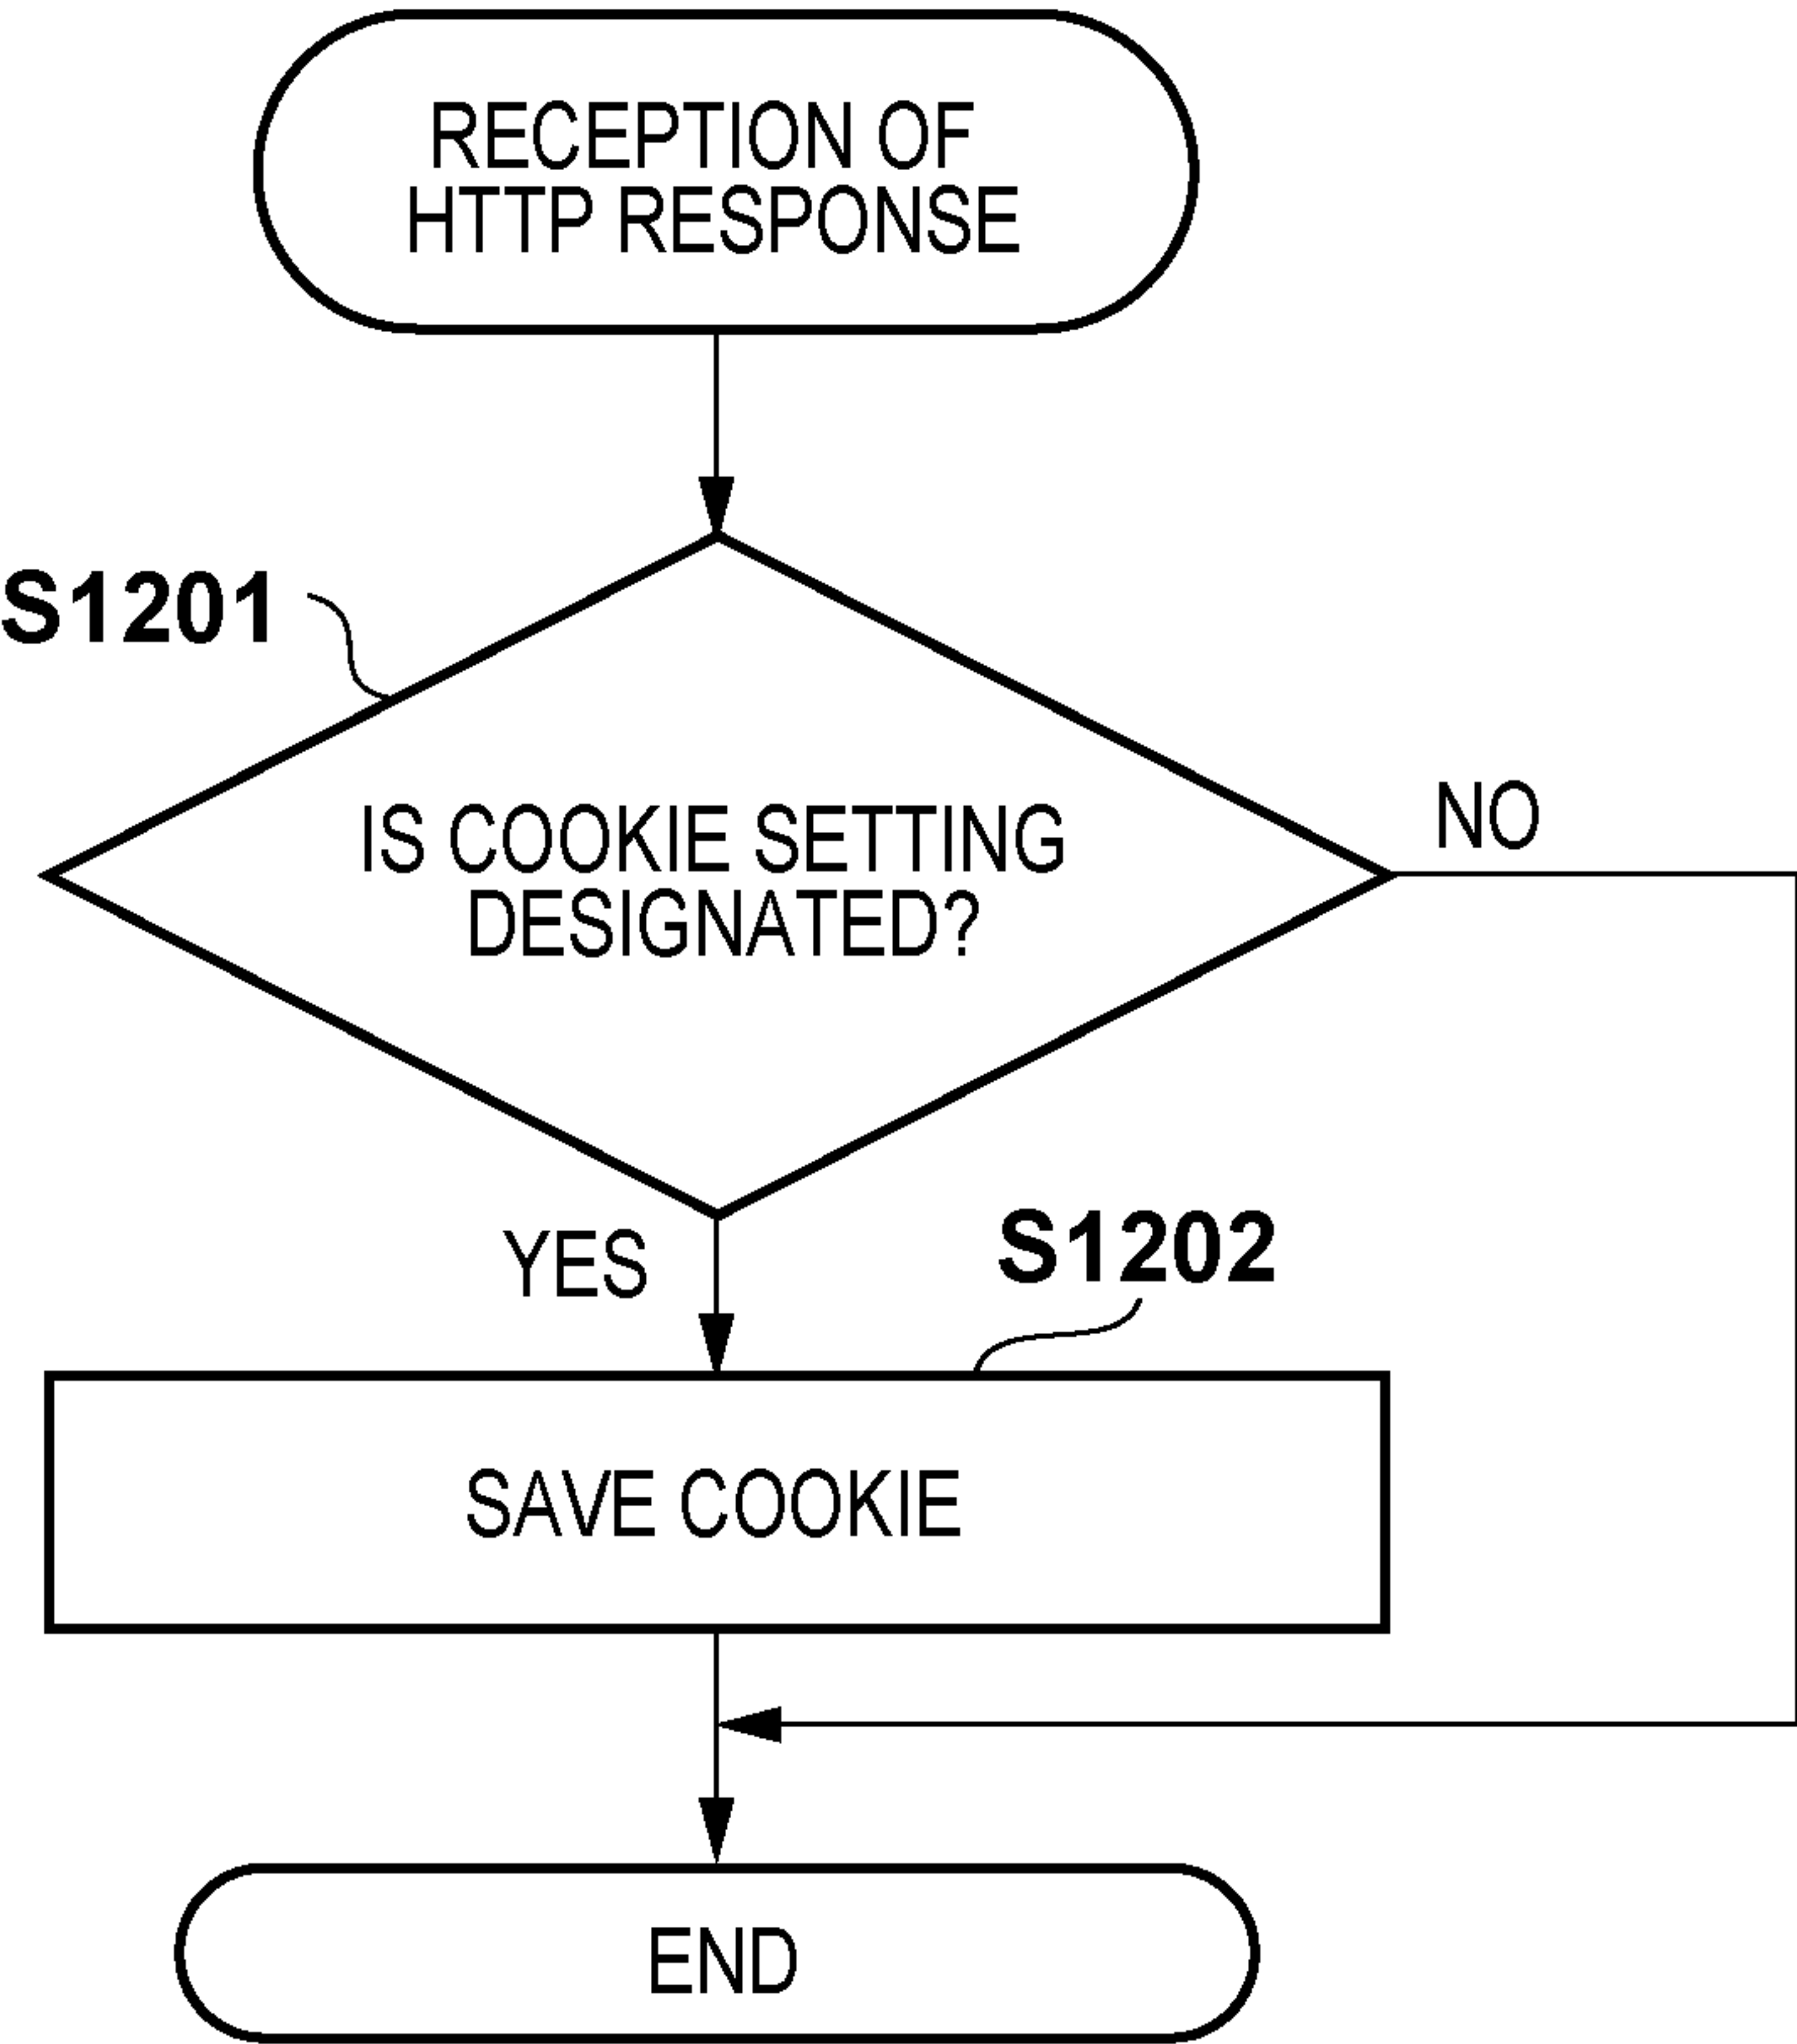 RECEPTION OF
HTTP RESPONSE
S1201
IS COOKIE SETTING
DESIGNATED?
NO
YES
S1202
SAVE COOKIE
END